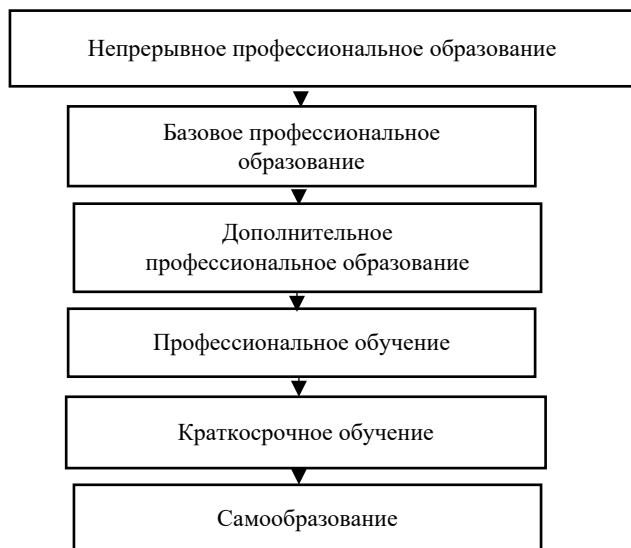 Непрерывное профессиональное образование
Базовое профессиональное
образование
Дополнительное
профессиональное образование
Профессиональное обучение
Краткосрочное обучение
Самообразование